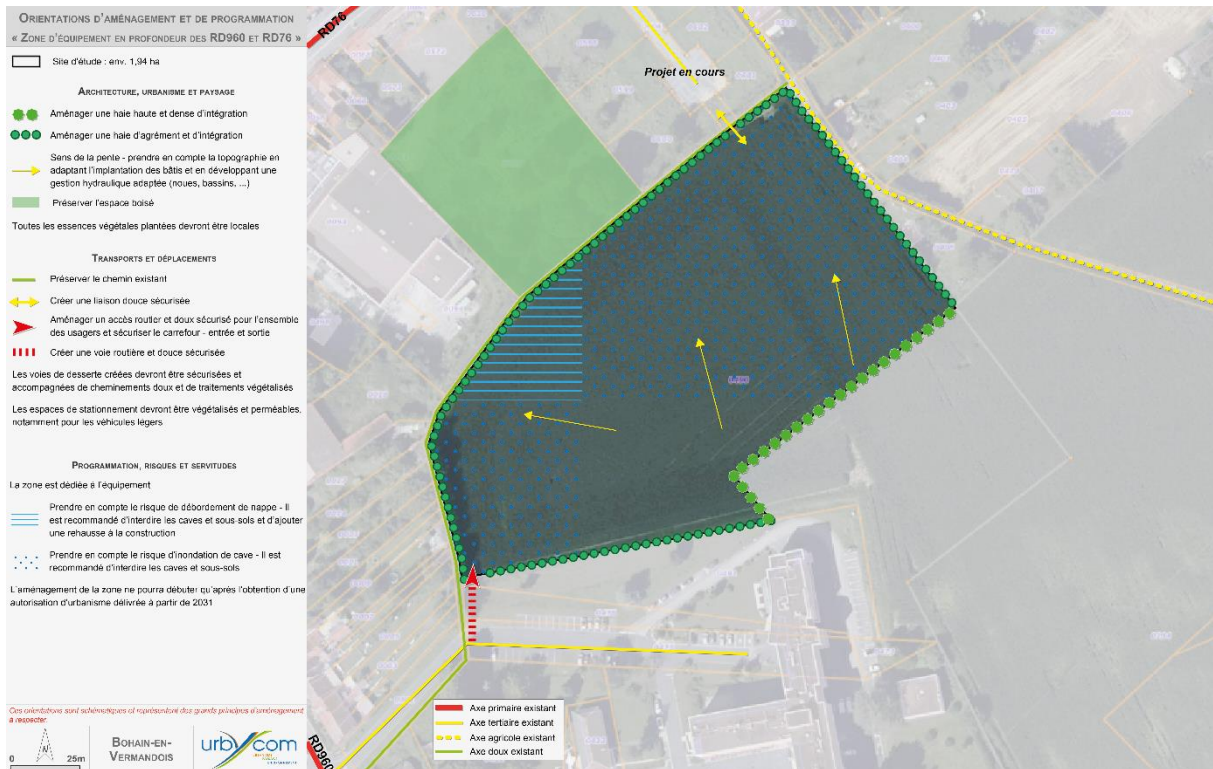 ORIENTATIONS D'AMÉNAGEMENT ET DE PROGRAMMATION
« ZONE D'ÉQUIPEMENT EN PROFONDEUR DES RD960 ET RD76 »
Site d'étude : env. 1,94 ha
ARCHITECTURE, URBANISME ET PAYSAGE
Aménager une haie haute et dense d'intégration
Aménager une haie d'agrément et d'intégration
Sens de la pente - prendre en compte la topographie en
adaptant l'implantation des bâtis et en développant une
gestion hydraulique adaptée (noues, bassins, ...)
Préserver l'espace boisé
Toutes les essences végétales plantées devront être locales
TRANSPORTS ET DÉPLACEMENTS
Préserver le chemin existant
Créer une liaison douce sécurisée
Aménager un accès routier et doux sécurisé pour l'ensemble
des usagers et sécuriser le carrefour - entrée et sortie
Créer une voie routière et douce sécurisée
Les voies de desserte créées devront être sécurisées et
accompagnées de cheminements doux et de traitements végétalisés
Les espaces de stationnement devront être végétalisés et perméables,
notamment pour les véhicules légers
PROGRAMMATION, RISQUES ET SERVITUDES
La zone est dédiée à l'équipement
Prendre en compte le risque de débordement de nappe - Il
est recommandé d'interdire les caves et sous-sols et d'ajouter
une rehausse à la construction
Prendre en compte le risque d'inondation de cave - Il est
recommandé d'interdire les caves et sous-sols
L'aménagement de la zone ne pourra débuter qu'après l'obtention d'une
autorisation d'urbanisme délivrée à partir de 2031
Ces orientations sont schématiques et représentent des grands principes d'aménagement
à respecter.
N
0 25m
BOHAIN-EN-
VERMANDOIS
urbycom
RD76
Projet en cours
RD960
Axe primaire existant
Axe tertiaire existant
Axe agricole existant
Axe doux existant